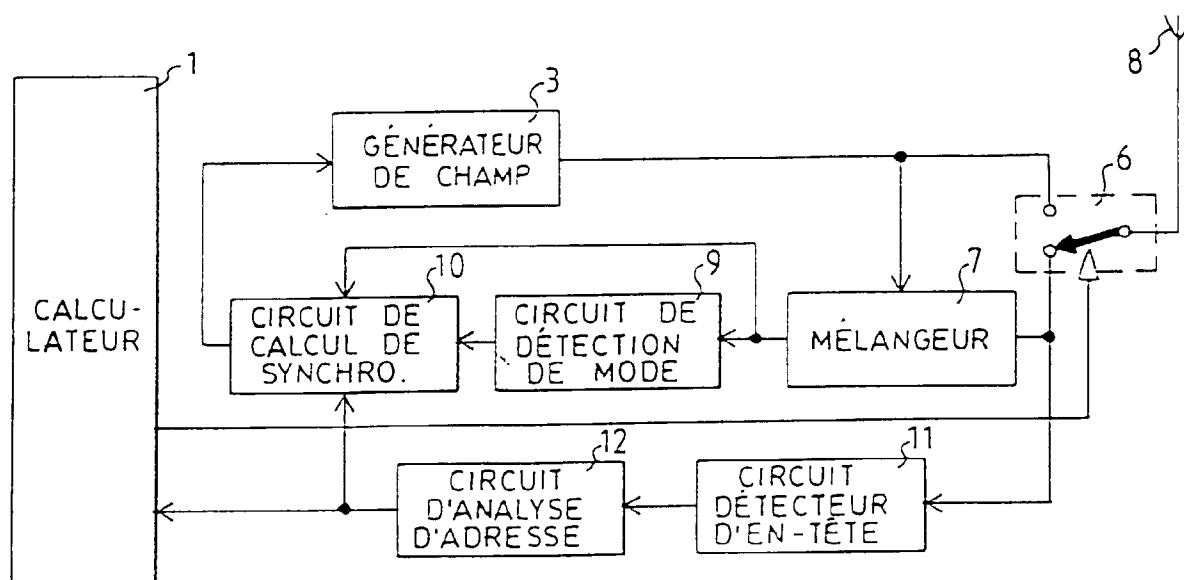 1
8
3
GÉNÉRATEUR
DE CHAMP
6
10
9
7
CALCU-
LATEUR
CIRCUIT DE
CALCUL DE
SYNCHRO.
CIRCUIT DE
DÉTECTION
DE MODE
MÉLANGEUR
12
11
CIRCUIT
D'ANALYSE
D'ADRESSE
CIRCUIT
DÉTECTEUR
D'EN-TÊTE